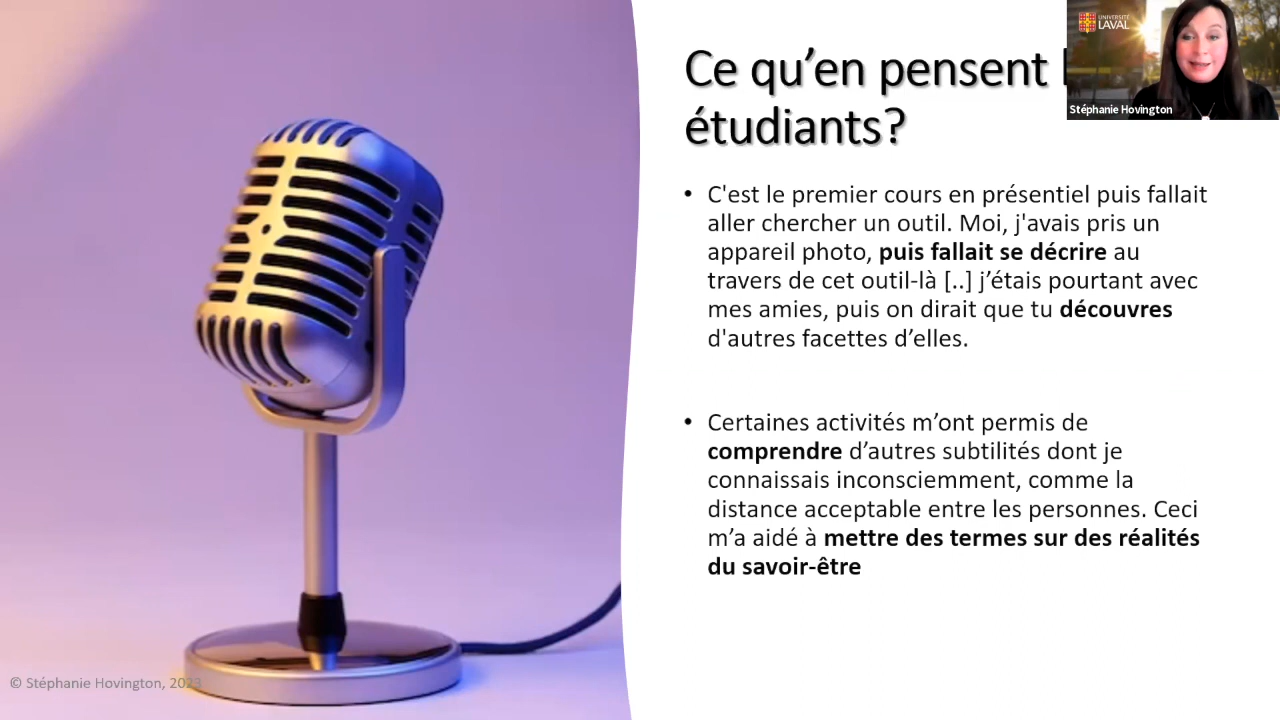 Ce qu'en pensent
étudiants?
UNIVERSITÉ
LAVAL
Stéphanie Hovington
• C'est le premier cours en présentiel puis fallait
aller chercher un outil. Moi, j'avais pris un
appareil photo, puis fallait se décrire au
travers de cet outil-là [..] j’étais pourtant avec
mes amies, puis on dirait que tu découvres
d'autres facettes d’elles.
• Certaines activités m’ont permis de
comprendre d’autres subtilités dont je
connaissais inconsciemment, comme la
distance acceptable entre les personnes. Ceci
m’a aidé à mettre des termes sur des réalités
du savoir-être
© Stéphanie Hovington, 2023